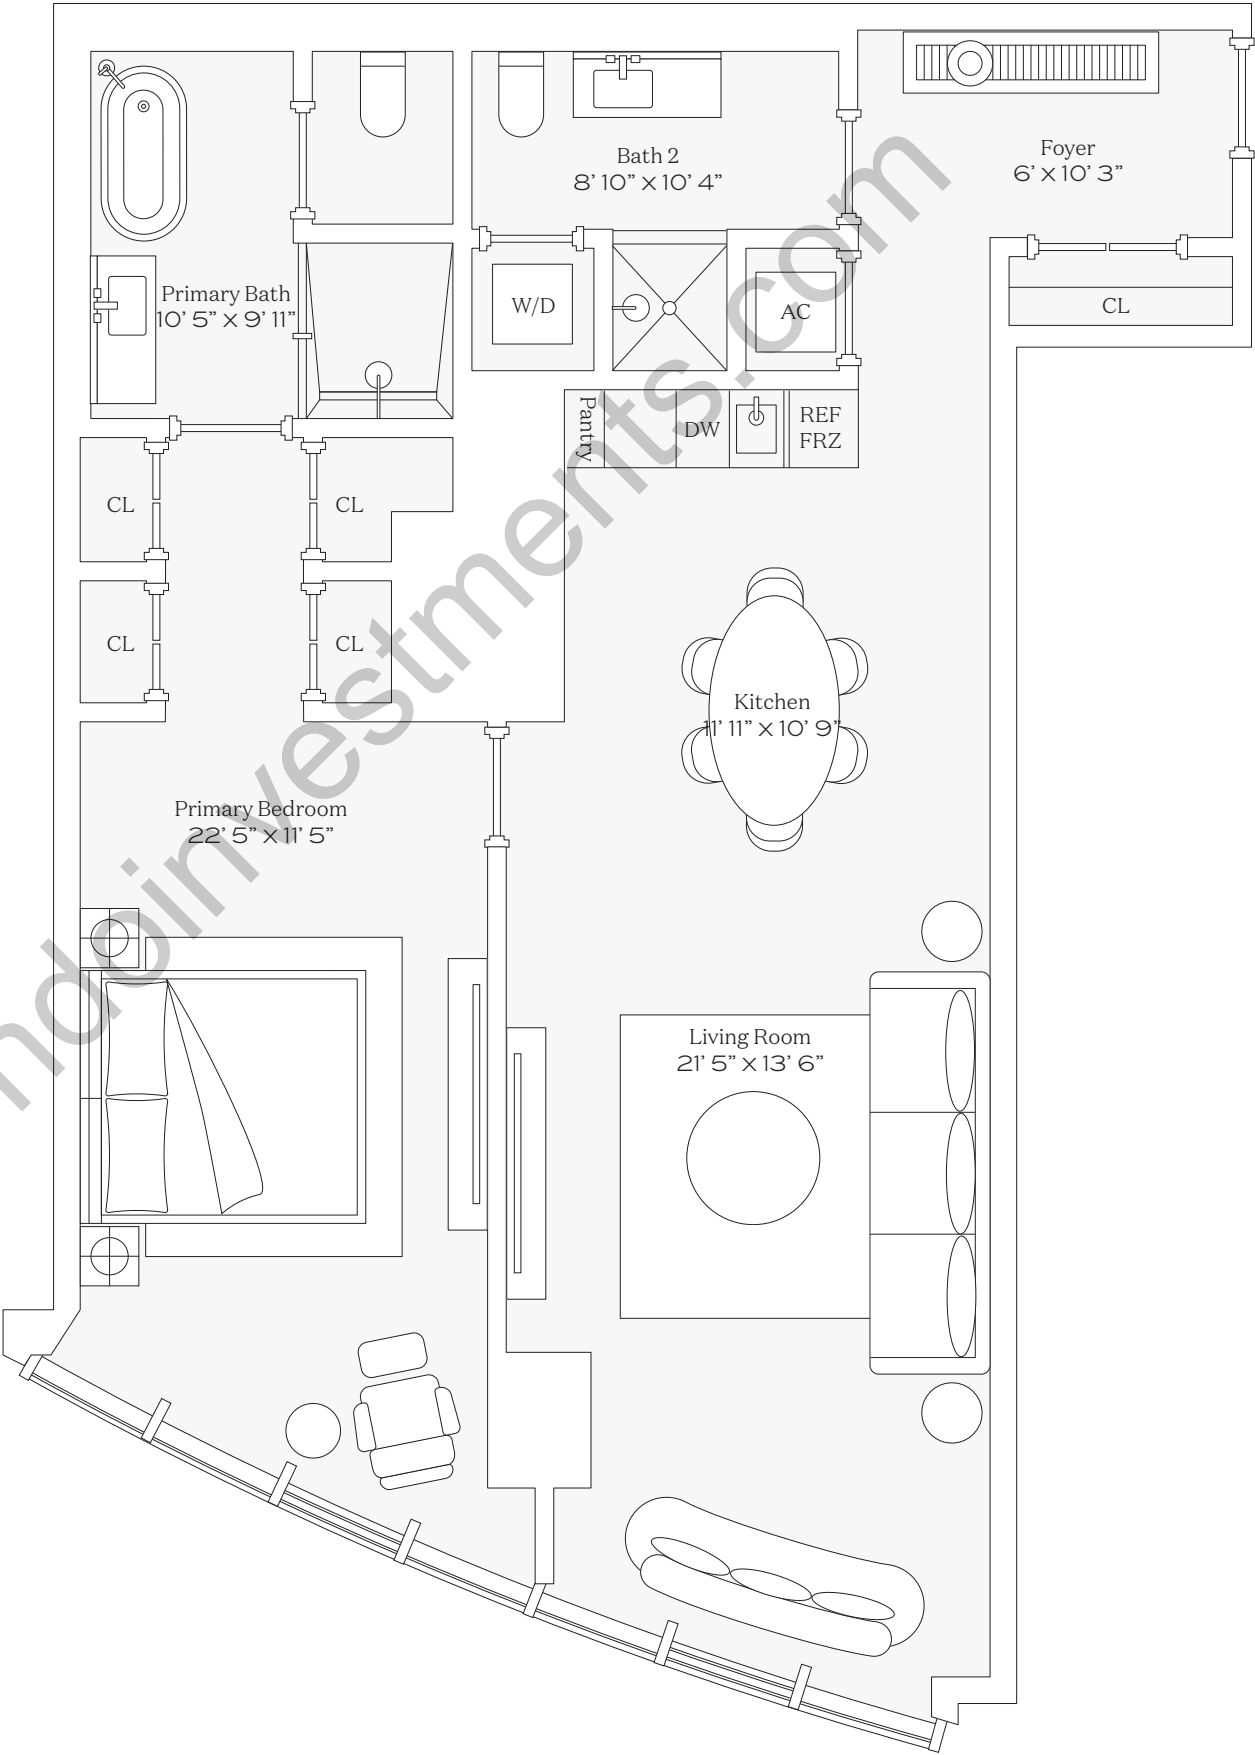 Bath 2
8’ 10” X 10’ 4”
Foyer
6’ X 10’ 3”
Primary Bath
10’ 5” X 9’ 11”
W/D
AC
CL
Pantry
DW
REF
FRZ
CL
CL
CL
CL
Kitchen
11’ 11” X 10’ 9”
Primary Bedroom
22’ 5” X 11’ 5”
Living Room
21’ 5” X 13’ 6”
ndoinvestments.com